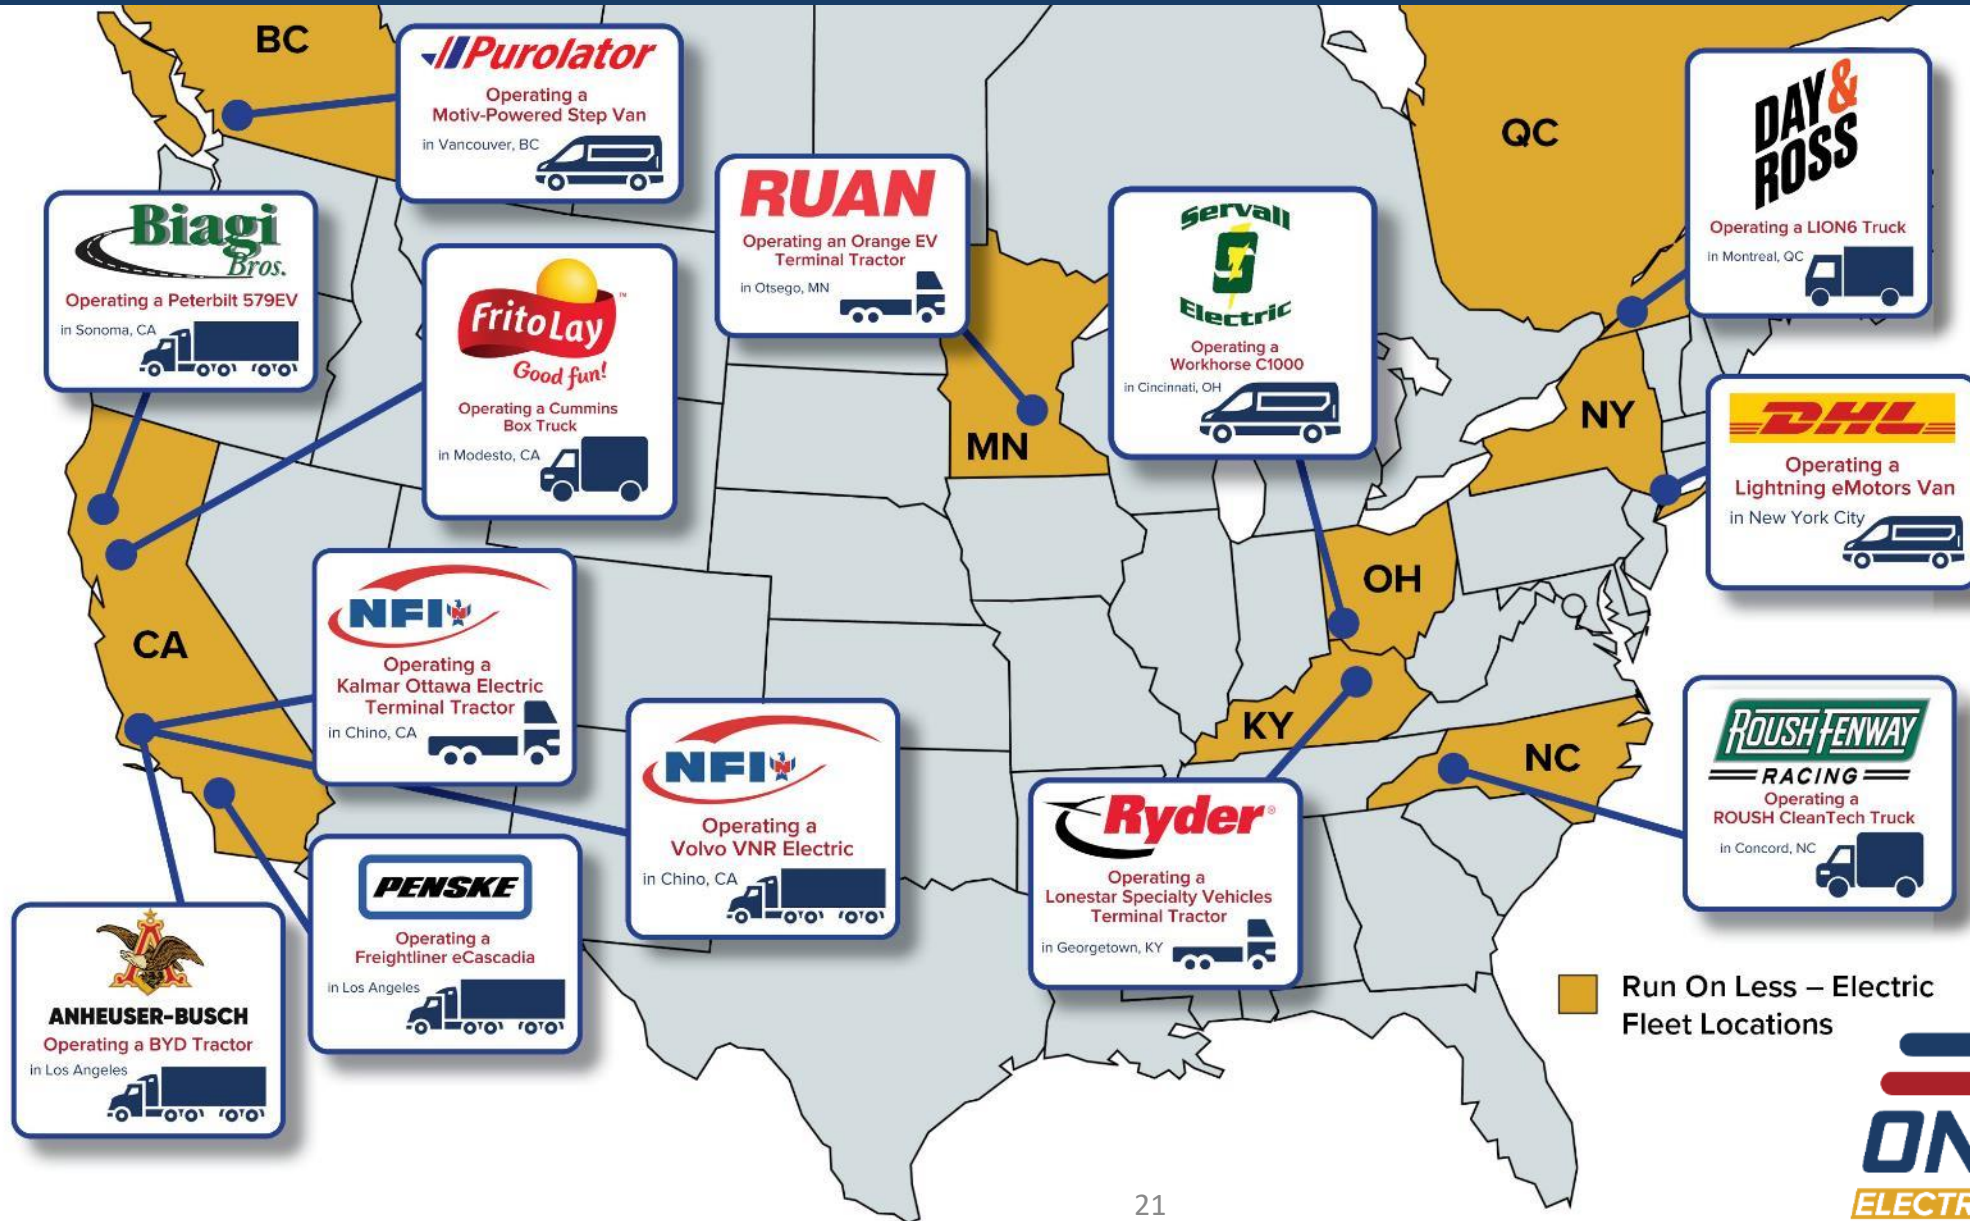 BC
Purolator
Operating a
Motiv-Powered Step Van
in Vancouver, BC
QC
DAY &
ROSS
Operating a LION6 Truck
in Montreal, QC
RUAN
Operating an Orange EV
Terminal Tractor
in Otsego, MN
Servall
Electric
Operating a
Workhorse C1000
in Cincinnati, OH
Biagi
Bros.
Operating a Peterbilt 579EV
in Sonoma, CA
Frito Lay
™
Good fun!
Operating a Cummins
Box Truck
in Modesto, CA
MN
NY
DHL
Operating a
Lightning eMotors Van
in New York City
OH
CA
NFI
Operating a
Kalmar Ottawa Electric
Terminal Tractor
in Chino, CA
NFI
Operating a
Volvo VNR Electric
in Chino, CA
KY
NC
ROUSH FENWAY
RACING
Operating a
ROUSH CleanTech Truck
in Concord, NC
Ryder®
Operating a
Lonestar Specialty Vehicles
Terminal Tractor
in Georgetown, KY
PENSKE
Operating a
Freightliner eCascadia
in Los Angeles
ANHEUSER-BUSCH
Operating a BYD Tractor
in Los Angeles
Run On Less – Electric
Fleet Locations
ON
ELECTR
21